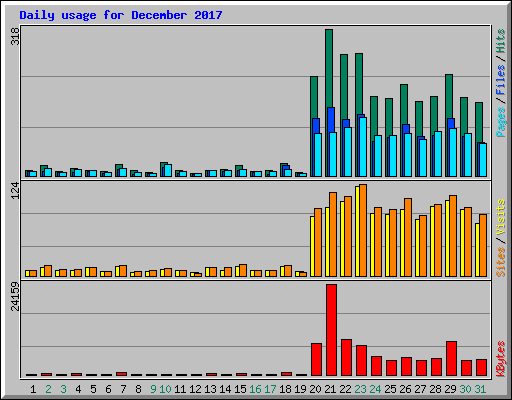 Daily usage for December 2017
318
Pages / Files / Hits
124
Sites / Visits
24159
KBytes
1 2 3 4 5 6 7 8 9 10 11 12 13 14 15 16 17 18 19 20 21 22 23 24 25 26 27 28 29 30 31